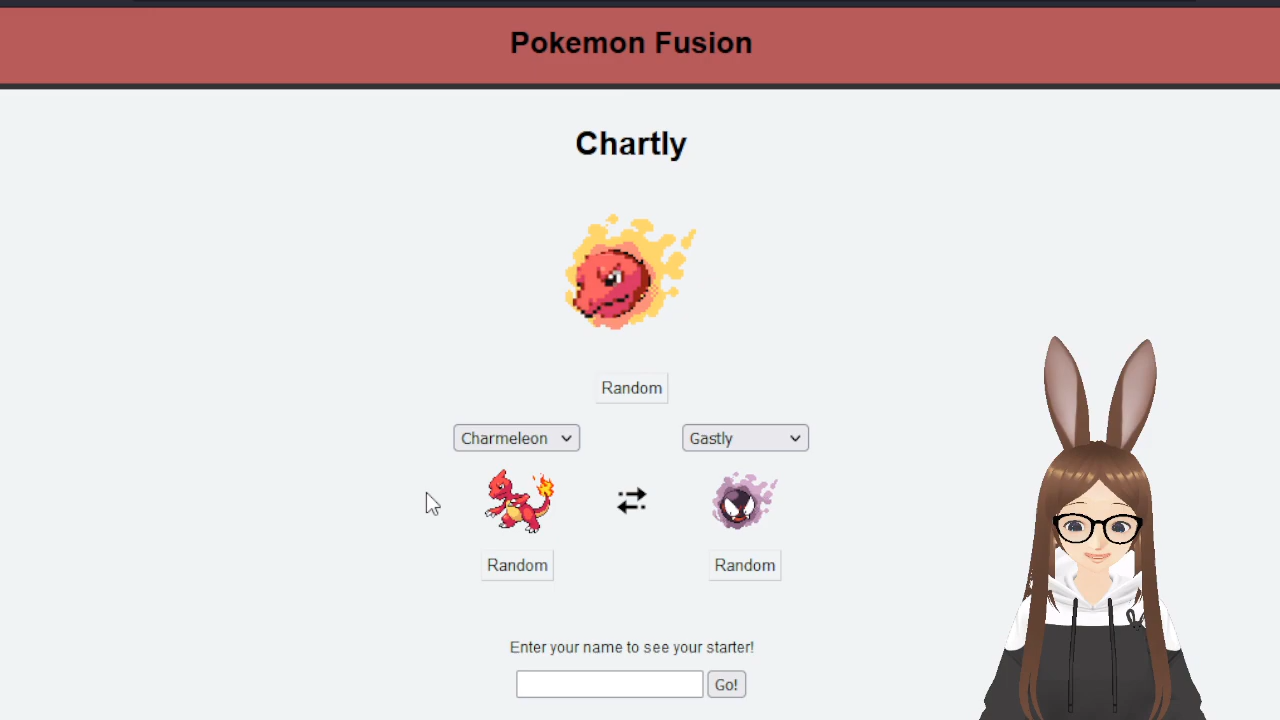 Pokemon Fusion
Chartly
Random
Charmeleon
Gastly
Random
Random
Enter your name to see your starter!
Go!